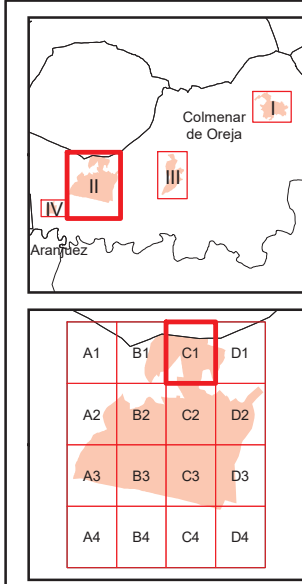 I
Colmenar
de Oreja
II
III
IV
Aranjuez
A1 B1 C1 D1
A2 B2 C2 D2
A3 B3 C3 D3
A4 B4 C4 D4